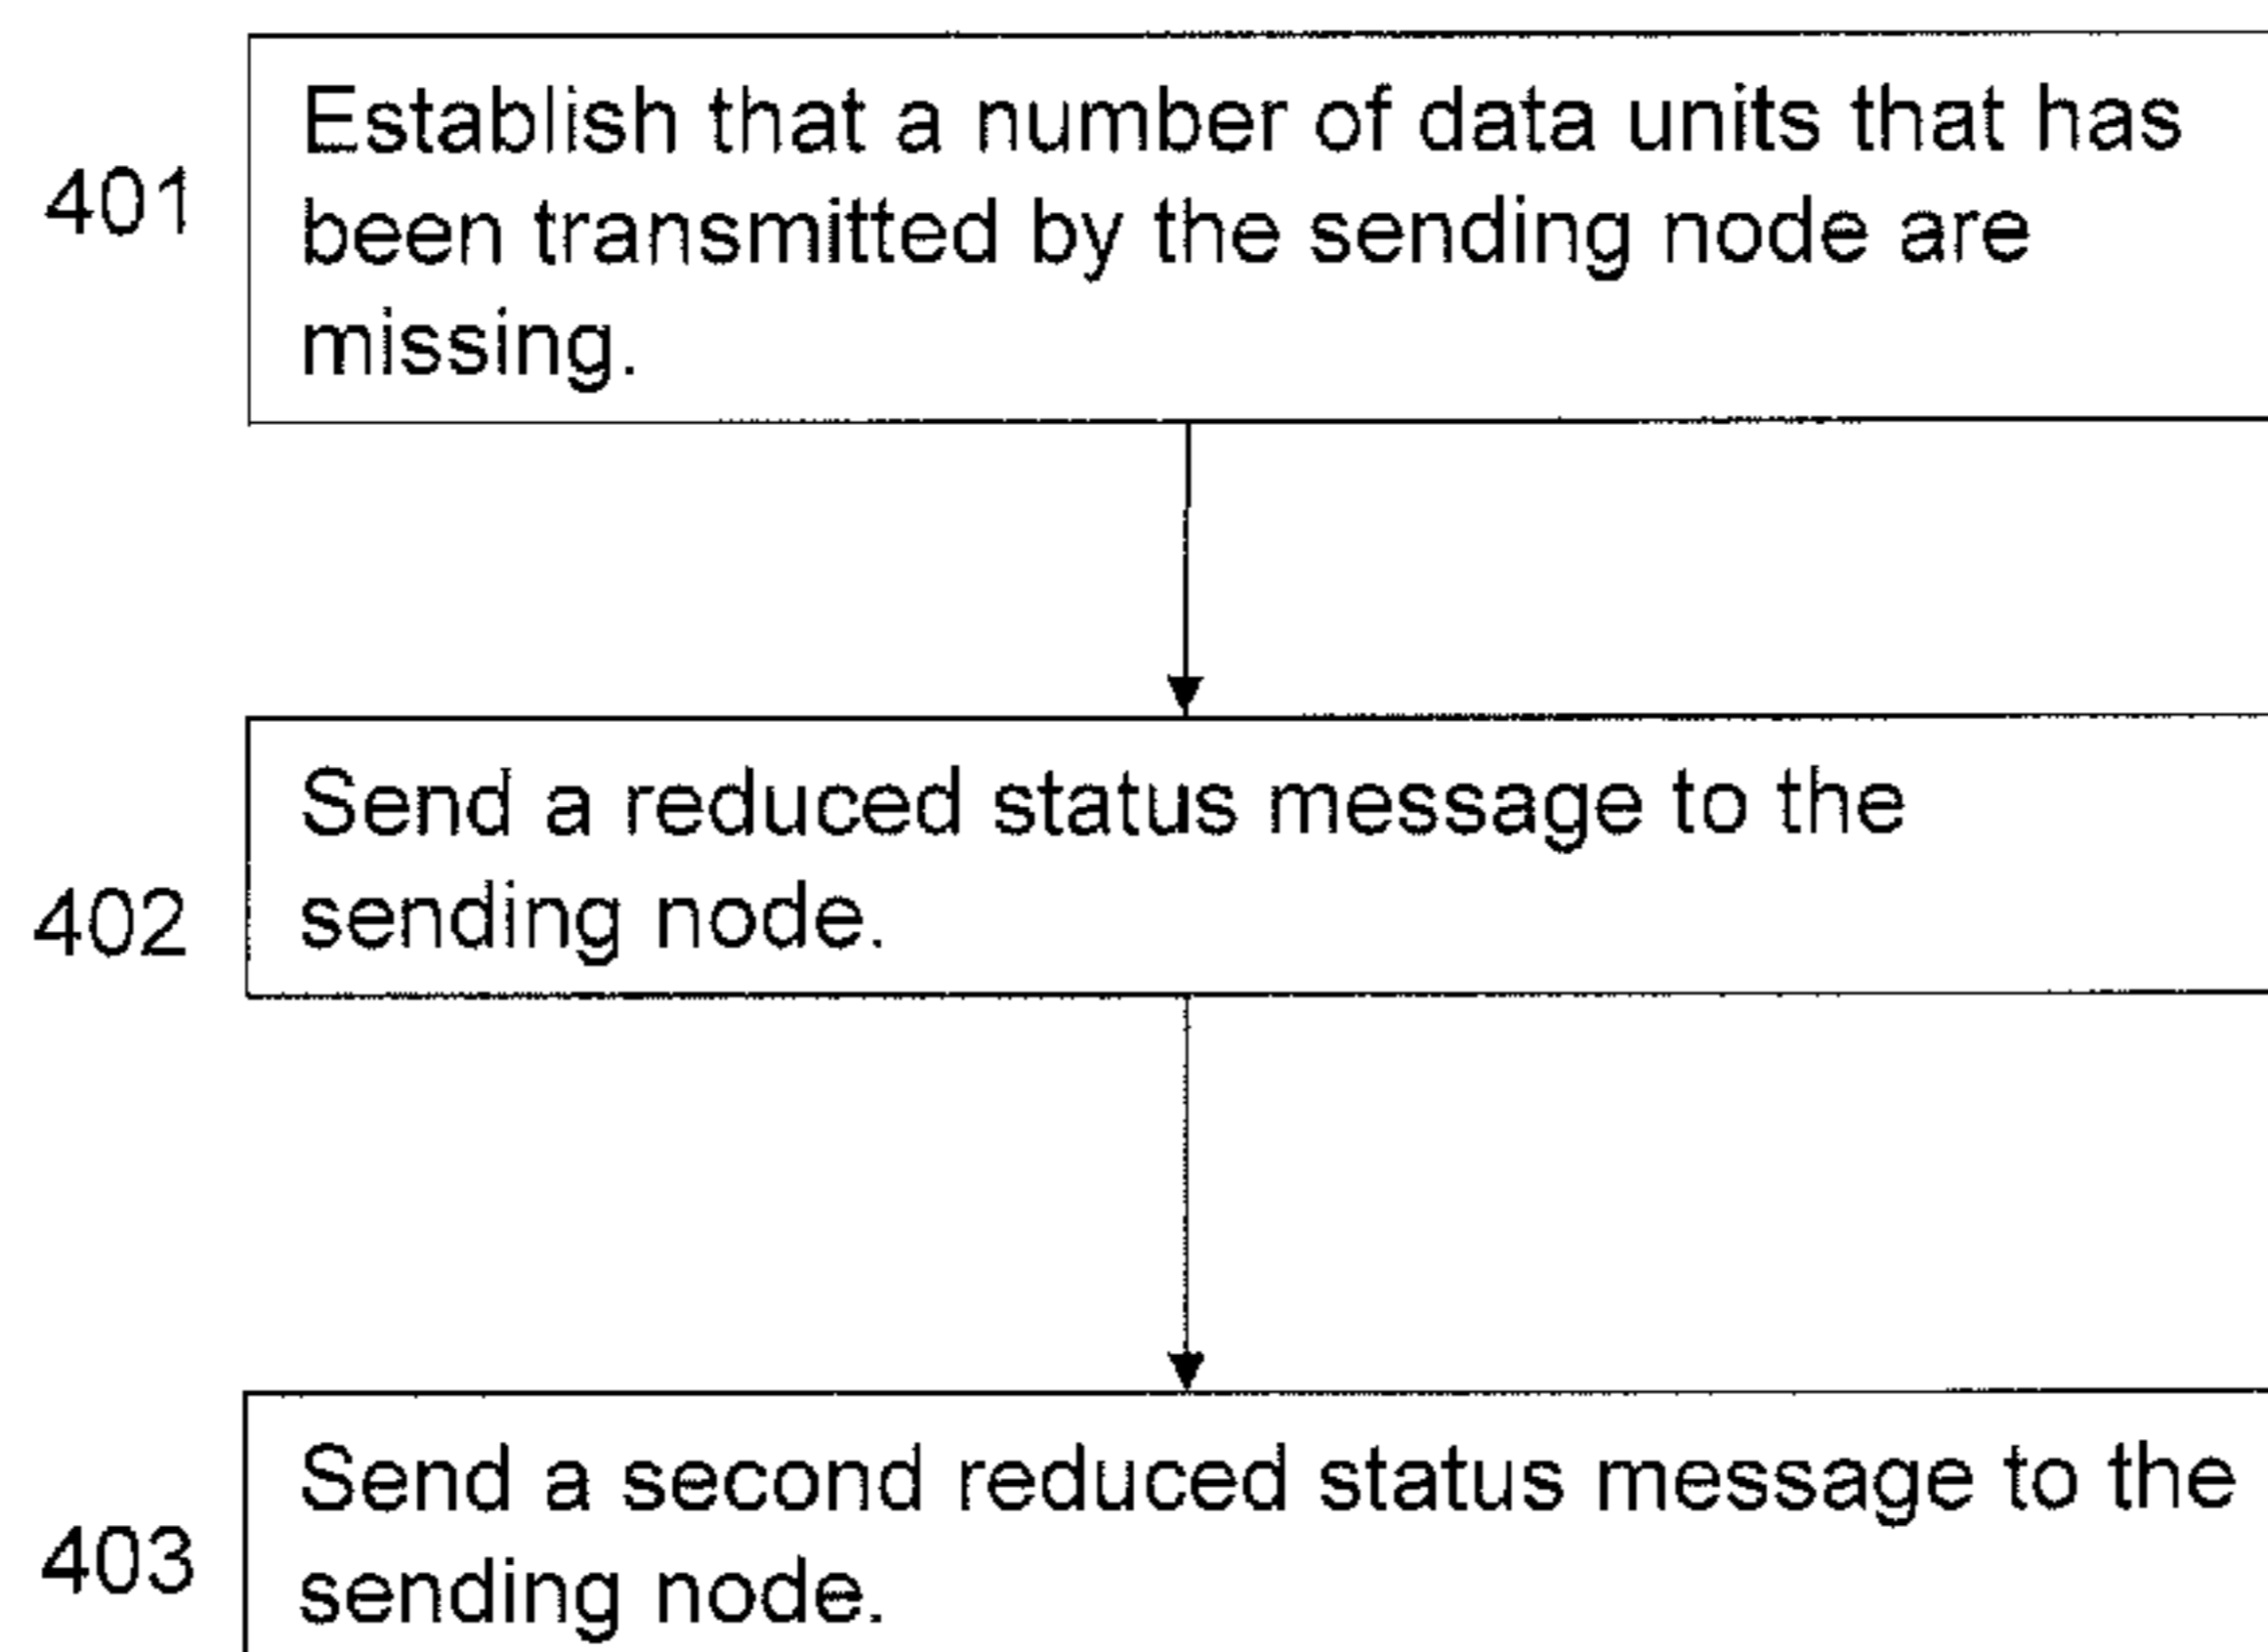 Establish that a number of data units that has
401
been transmitted by the sending node are
missing.
Send a reduced status message to the
402
sending node.
Send a second reduced status message to the
403
sending node.